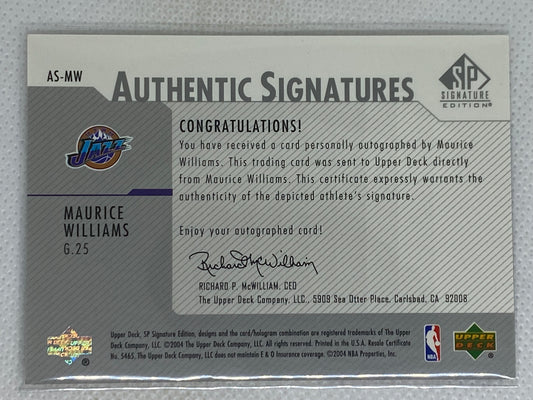 AS-MW
AUTHENTIC SIGNATURES
SP
SIGNATURE
EDITION
CONGRATULATIONS!
You have received a card personally autographed by Maurice
Williams. This trading card was sent to Upper Deck directly
from Maurice Williams. This certificate expressly warrants the
authenticity of the depicted athlete's signature.
JAZZ
MAURICE
WILLIAMS
G.25
Enjoy your autographed card!
Richard McWilliam
RICHARD P. McWILLIAM, CEO
The Upper Deck Company, LLC., 5909 Sea Otter Place, Carlsbad, CA 92008
Upper Deck, SP Signature Edition, designs and the card/hologram combination are registered trademarks of The Upper
Deck Company, LLC. ©2004 The Upper Deck Company, LLC. All rights reserved. Printed in the U.S.A. Resale Certificate
No. 5465. The Upper Deck Company, LLC does not maintain E & O Insurance coverage. ©2004 NBA Properties, Inc.
NBA
UPPER
DECK